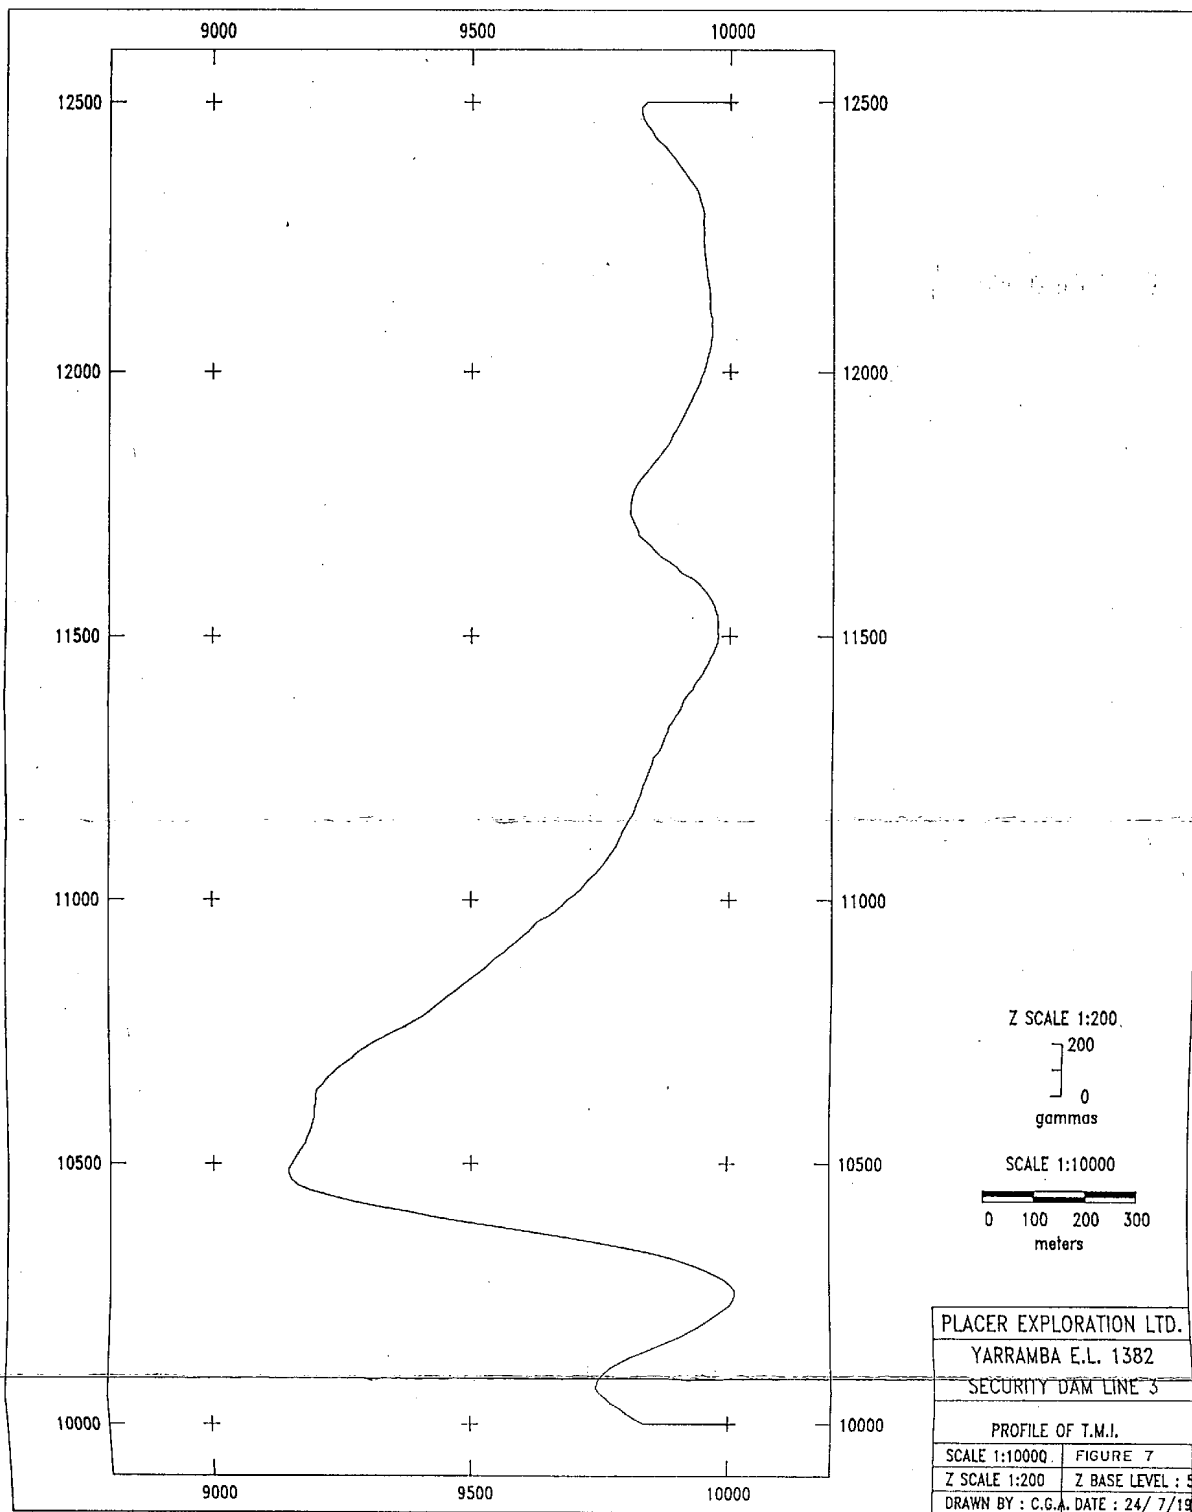 9000 9500 10000
12500 12500
12000 12000
11500 11500
11000 11000
Z SCALE 1:200
200
0
gammas
10500 10500
SCALE 1:10000
0 100 200 300
meters
PLACER EXPLORATION LTD.
YARRAMBA E.L. 1382
SECURITY DAM LINE 3
10000 10000
PROFILE OF T.M.I.
SCALE 1:10000 FIGURE 7
Z SCALE 1:200 Z BASE LEVEL : 5
DRAWN BY : C.G.A. DATE : 24/ 7/19
9000 9500 10000